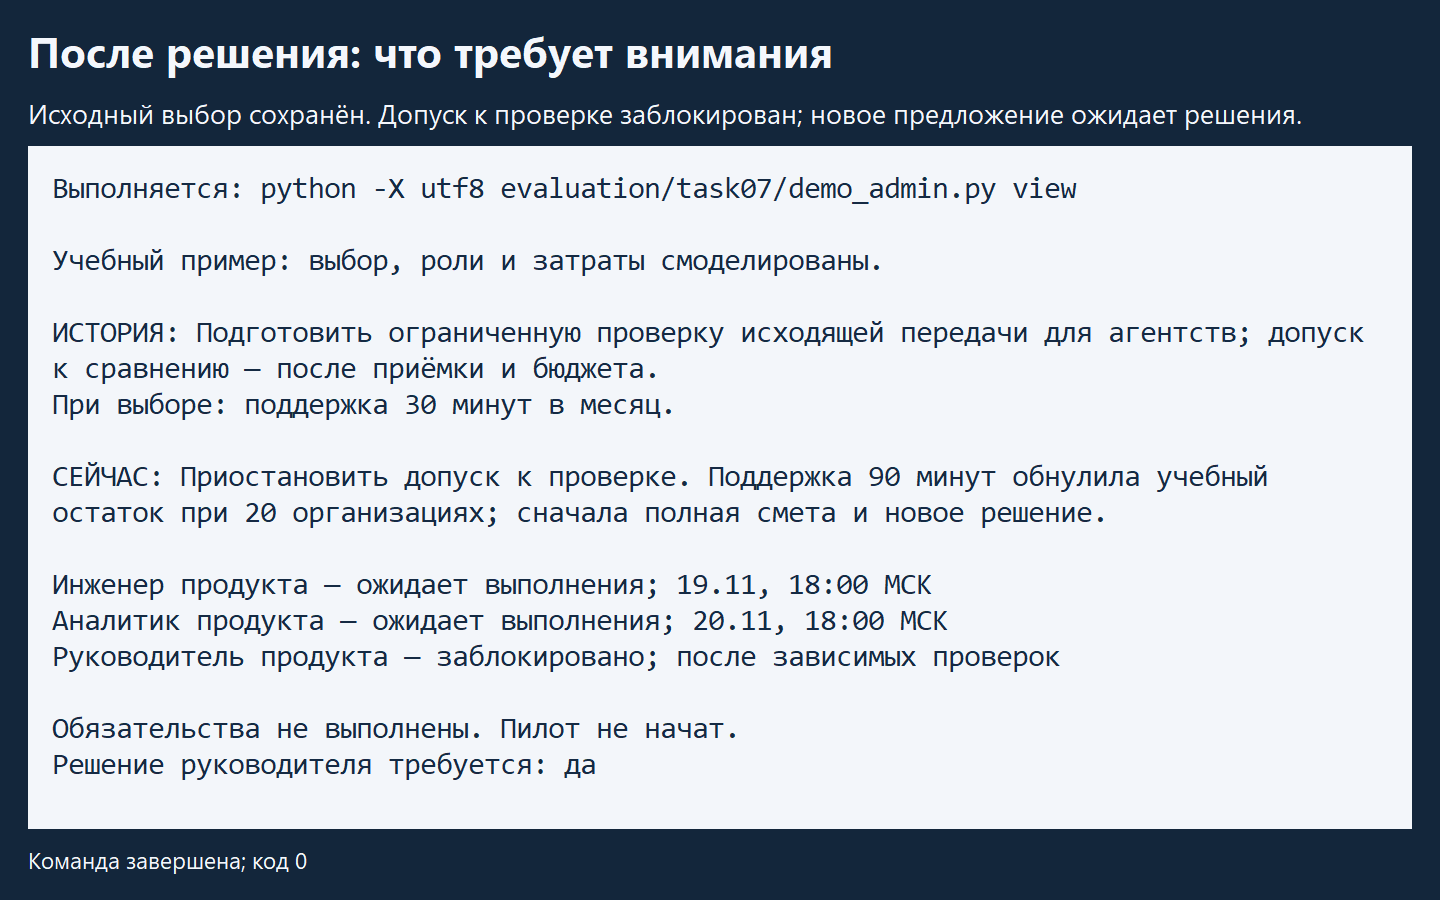 После решения: что требует внимания
Исходный выбор сохранён. Допуск к проверке заблокирован; новое предложение ожидает решения.
Выполняется: python -X utf8 evaluation/task07/demo_admin.py view
Учебный пример: выбор, роли и затраты смоделированы.
ИСТОРИЯ: Подготовить ограниченную проверку исходящей передачи для агентств; допуск
к сравнению — после приёмки и бюджета.
При выборе: поддержка 30 минут в месяц.
СЕЙЧАС: Приостановить допуск к проверке. Поддержка 90 минут обнулила учебный
остаток при 20 организациях; сначала полная смета и новое решение.
Инженер продукта — ожидает выполнения; 19.11, 18:00 МСК
Аналитик продукта — ожидает выполнения; 20.11, 18:00 МСК
Руководитель продукта — заблокировано; после зависимых проверок
Обязательства не выполнены. Пилот не начат.
Решение руководителя требуется: да
Команда завершена; код 0